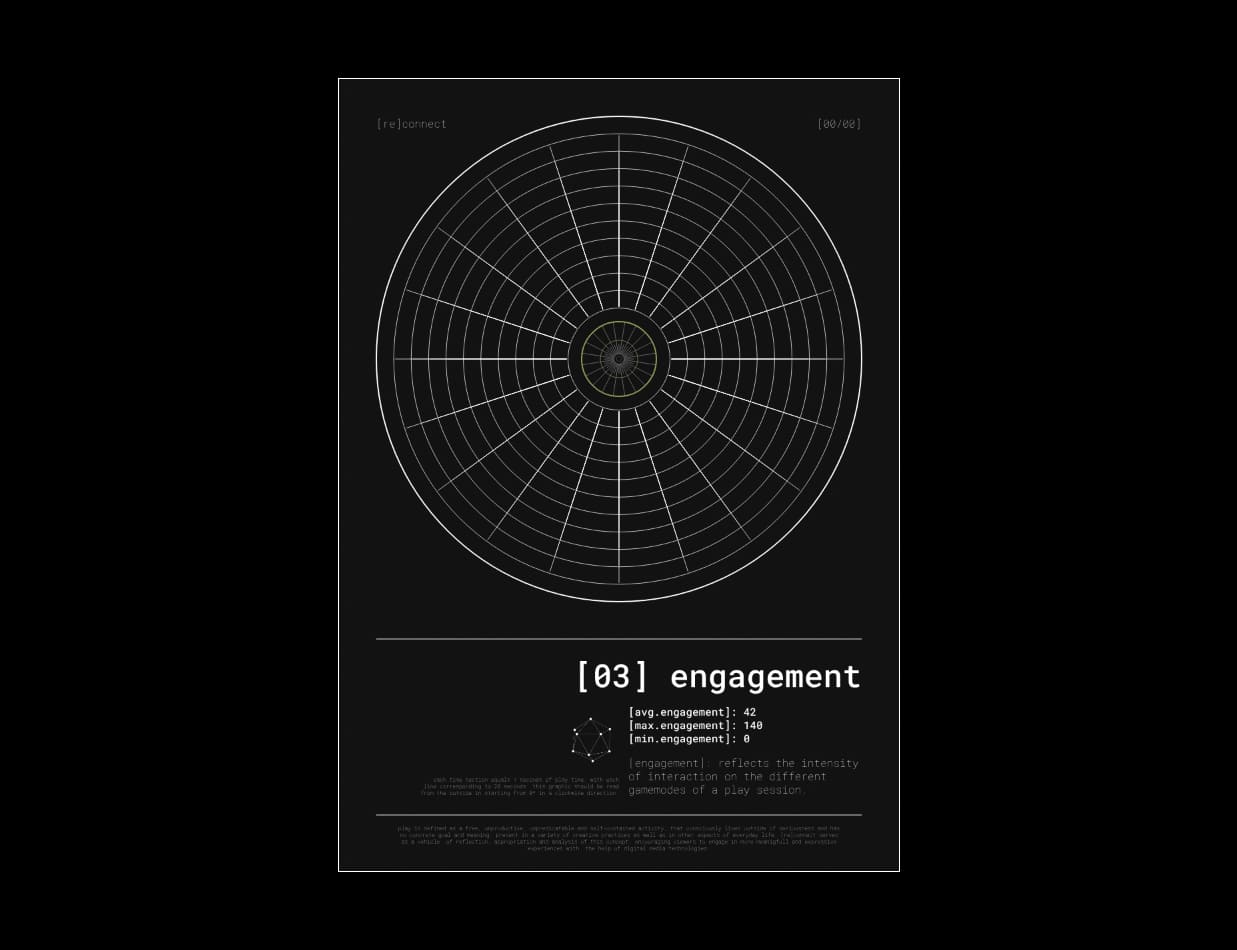 [re]connect
[00/00]
[03] engagement
[avg.engagement]: 42
[max.engagement]: 140
[min.engagement]: 0
[engagement]: reflects the intensity
of interaction on the different
gamemodes of a play session.
each time section equals seconds of play time. with each
line corresponding to 20 seconds. this graphic should be read
from the outside in starting from 0° in a clockwise direction.
play is defined as a free, unproductive, unpredictable and self-contained activity, that consciously lives outside of seriousness and has
no concrete goal and meaning. present in a variety of creative practices as well as in other aspects of everyday life. [re]connect serves
as a vehicle of reflection, appropriation and analysis of this concept, encouraging viewers to engage in more meaningfull and expressive
experiences with the help of digital media technologies.